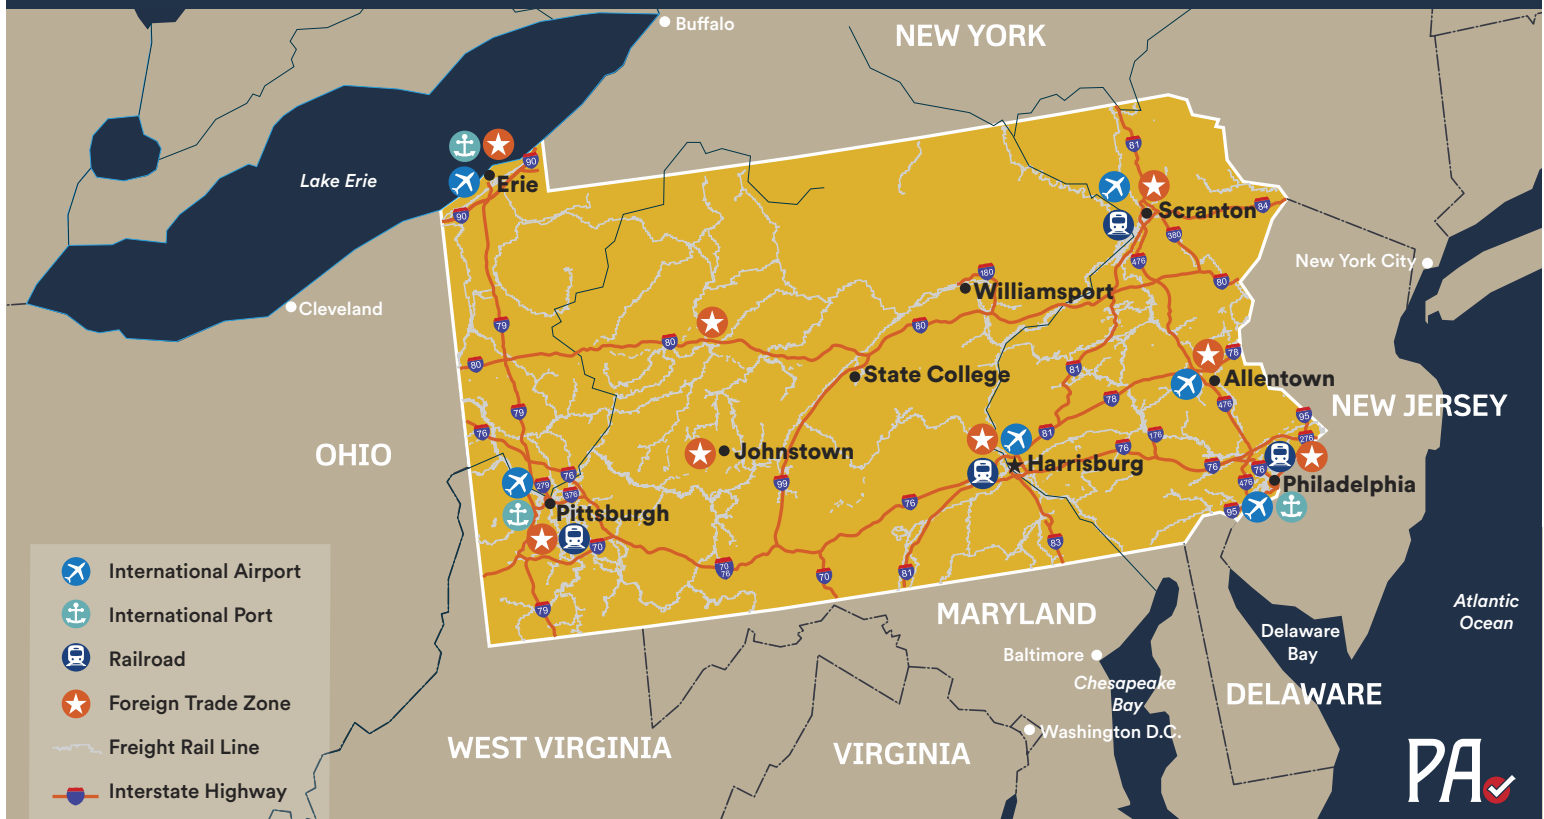 Buffalo
NEW YORK
Lake Erie
90
Erie
90
81
Scranton
84
380
476
New York City
180
80
Williamsport
Cleveland
79
80
80
80
State College
81
78
Allentown
79
78
476
NEW JERSEY
95
76
OHIO
Johnstown
81
76
176
276
Harrisburg
76
76
Philadelphia
476
95
76
279
376
99
76
Pittsburgh
70
70
76
70
81
83
79
International Airport
International Port
Railroad
Foreign Trade Zone
Freight Rail Line
Interstate Highway
MARYLAND
Baltimore
Chesapeake
Bay
Washington D.C.
Delaware
Bay
DELAWARE
Atlantic
Ocean
WEST VIRGINIA
VIRGINIA
PA